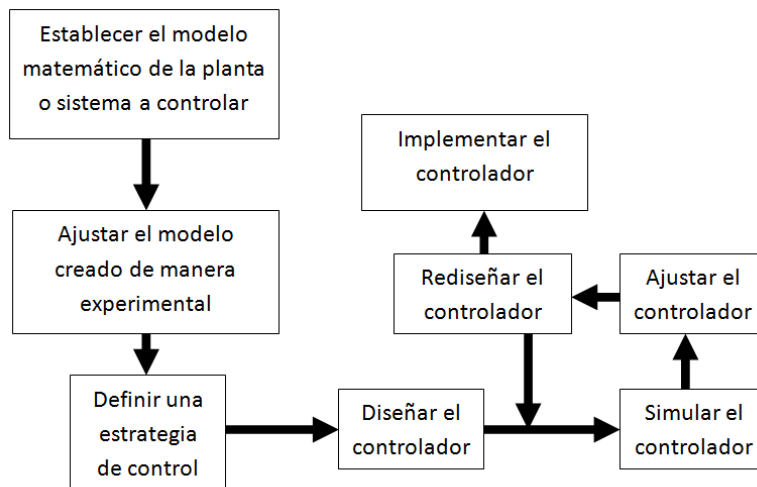 Establecer el modelo
matemático de la planta
o sistema a controlar
Ajustar el modelo
creado de manera
experimental
Definir una
estrategia
de control
Diseñar el
controlador
Simular el
controlador
Ajustar el
controlador
Rediseñar el
controlador
Implementar el
controlador